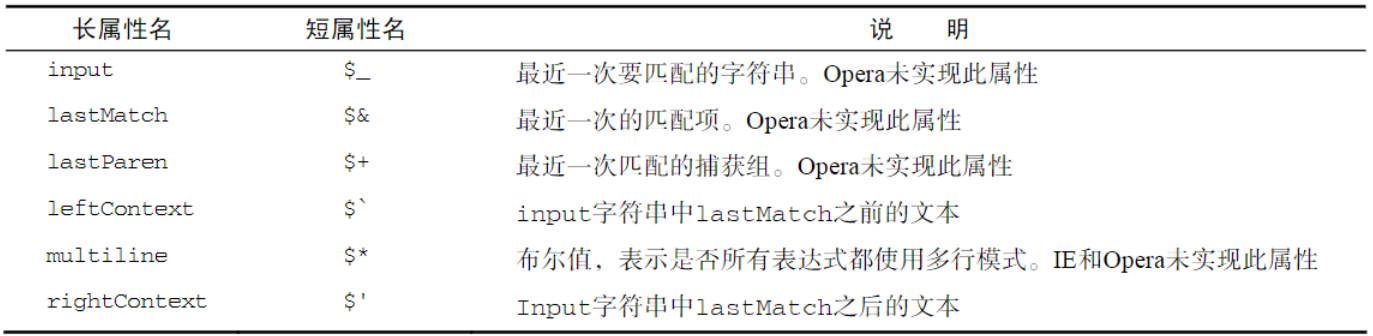 长属性名 短属性名 说 明
input $_ 最近一次要匹配的字符串。Opera未实现此属性
lastMatch $& 最近一次的匹配项。Opera未实现此属性
lastParen $+ 最近一次匹配的捕获组。Opera未实现此属性
leftContext $` input字符串中lastMatch之前的文本
multiline $* 布尔值，表示是否所有表达式都使用多行模式。IE和Opera未实现此属性
rightContext $' Input字符串中lastMatch之后的文本